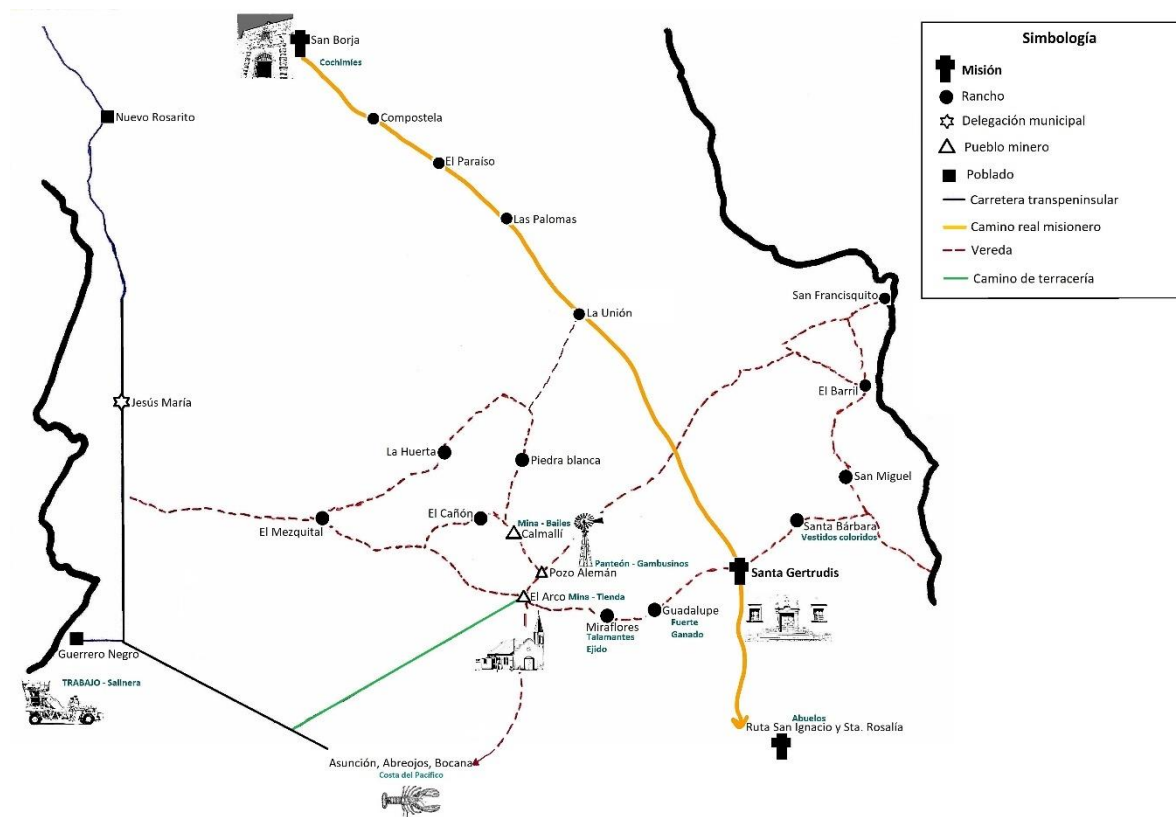 San Borja
Cochimíes
Nuevo Rosarito
Compostela
El Paraíso
Las Palomas
La Unión
San Francisquito
El Barril
Jesús María
La Huerta
Piedra blanca
San Miguel
El Mezquital
El Cañón
Mina - Bailes
Calmallí
Santa Bárbara
Vestidos coloridos
Panteón - Gambusinos
Pozo Alemán
Santa Gertrudis
El Arco
Mina - Tienda
Miraflores
Talamantes
Ejido
Guadalupe
Fuerte
Ganado
Guerrero Negro
TRABAJO - Salinera
Abuelos
Ruta San Ignacio y Sta. Rosalía
Asunción, Abreojos, Bocana
Costa del Pacífico
Simbología
Misión
Rancho
Delegación municipal
Pueblo minero
Poblado
Carretera transpeninsular
Camino real misionero
Vereda
Camino de terracería